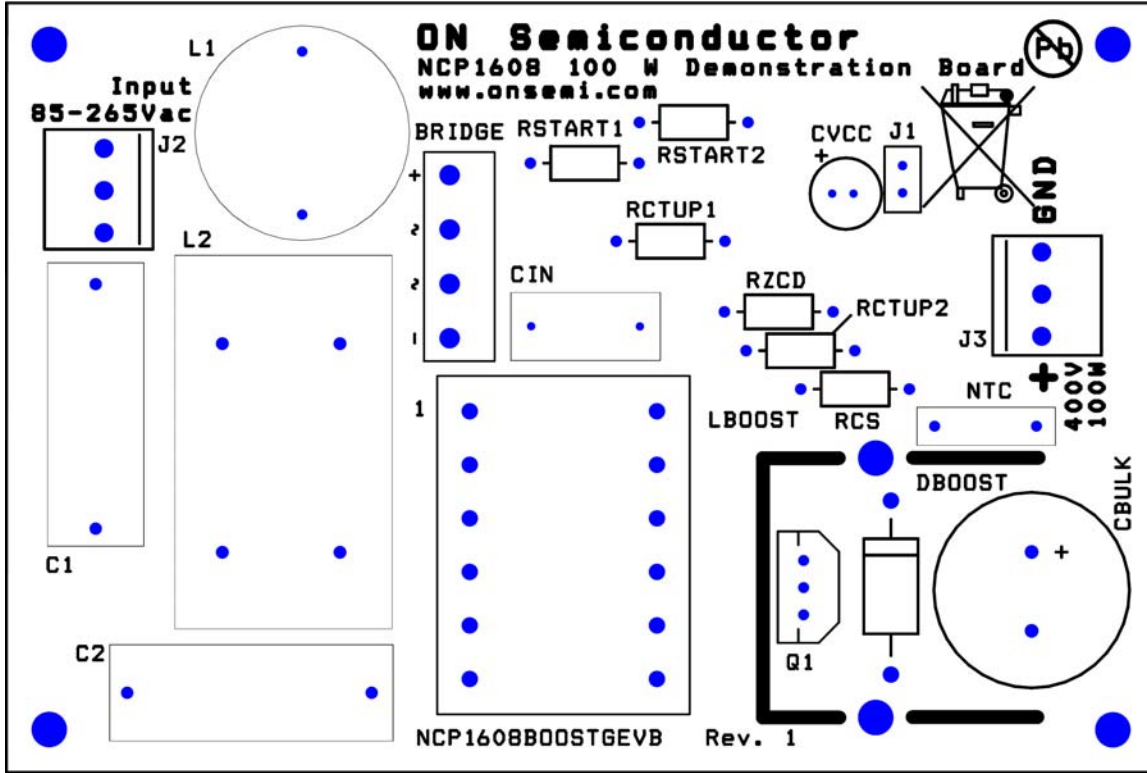 ON Semiconductor
NCP1608 100 W Demonstration Board
www.onsemi.com
Pb
L1
Input
85-265Vac
J2
BRIDGE
RSTART1
RSTART2
CVCC
+
J1
GND
+
~
~
-
L2
RCTUP1
CIN
RZCD
RCTUP2
J3
+
400V
100W
NTC
1
LBOOST
RCS
DBOOST
CBULK
+
C1
Q1
C2
NCP1608BOOSTGEVB Rev. 1